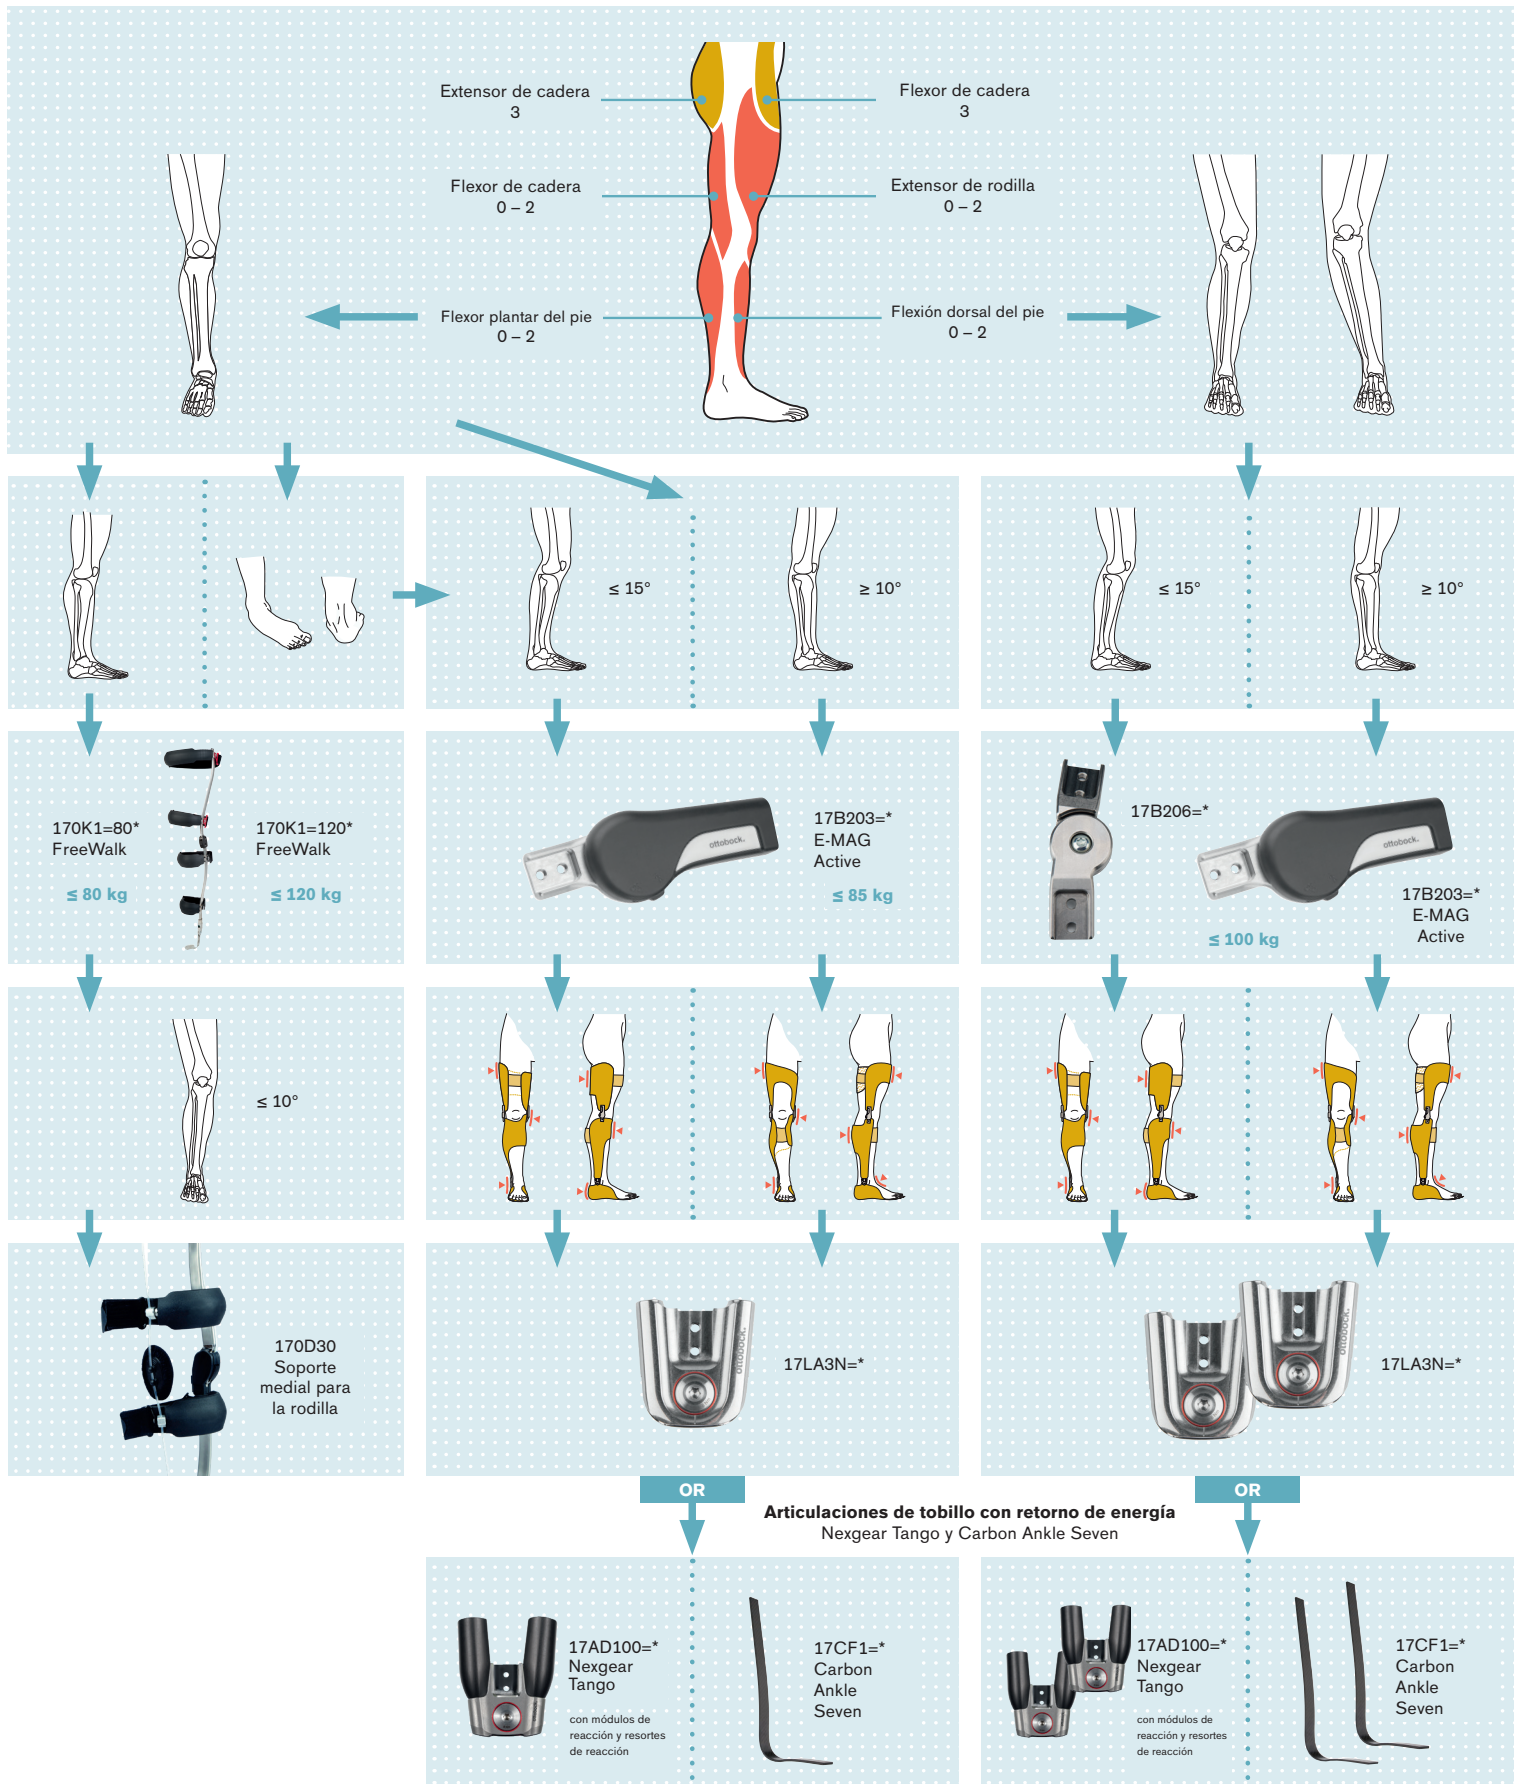 Extensor de cadera
3
Flexor de cadera
3
Flexor de cadera
0 – 2
Extensor de rodilla
0 – 2
Flexor plantar del pie
0 – 2
Flexión dorsal del pie
0 – 2
≤ 15°
≥ 10°
≤ 15°
≥ 10°
170K1=80*
FreeWalk
≤ 80 kg
170K1=120*
FreeWalk
≤ 120 kg
ottobock.
17B203=*
E-MAG
Active
≤ 85 kg
17B206=*
ottobock.
≤ 100 kg
17B203=*
E-MAG
Active
≤ 10°
170D30
Soporte
medial para
la rodilla
ottobock.
17LA3N=*
ottobock.
17LA3N=*
OR
OR
Articulaciones de tobillo con retorno de energía
Nexgear Tango y Carbon Ankle Seven
17AD100=*
Nexgear
Tango
con módulos de
reacción y resortes
de reacción
17CF1=*
Carbon
Ankle
Seven
17AD100=*
Nexgear
Tango
con módulos de
reacción y resortes
de reacción
17CF1=*
Carbon
Ankle
Seven